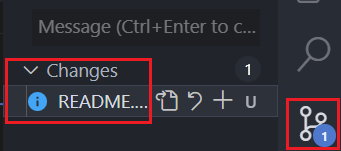 Message (Ctrl+Enter to c...
Changes 1
README.... U
1